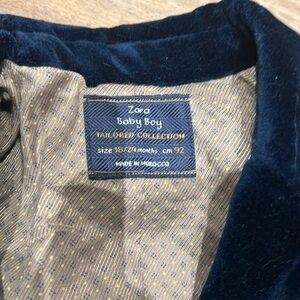 Zara
Baby Boy
TAILORED COLLECTION
size 18/24 months, cm 92
MADE IN MOROCCO